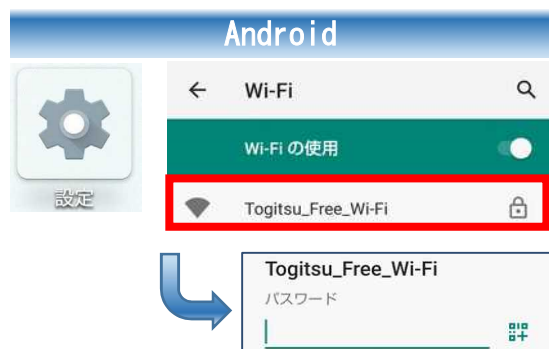 Android
Wi-Fi
Wi-Fi の使用
設定
Togitsu_Free_Wi-Fi
Togitsu_Free_Wi-Fi
パスワード